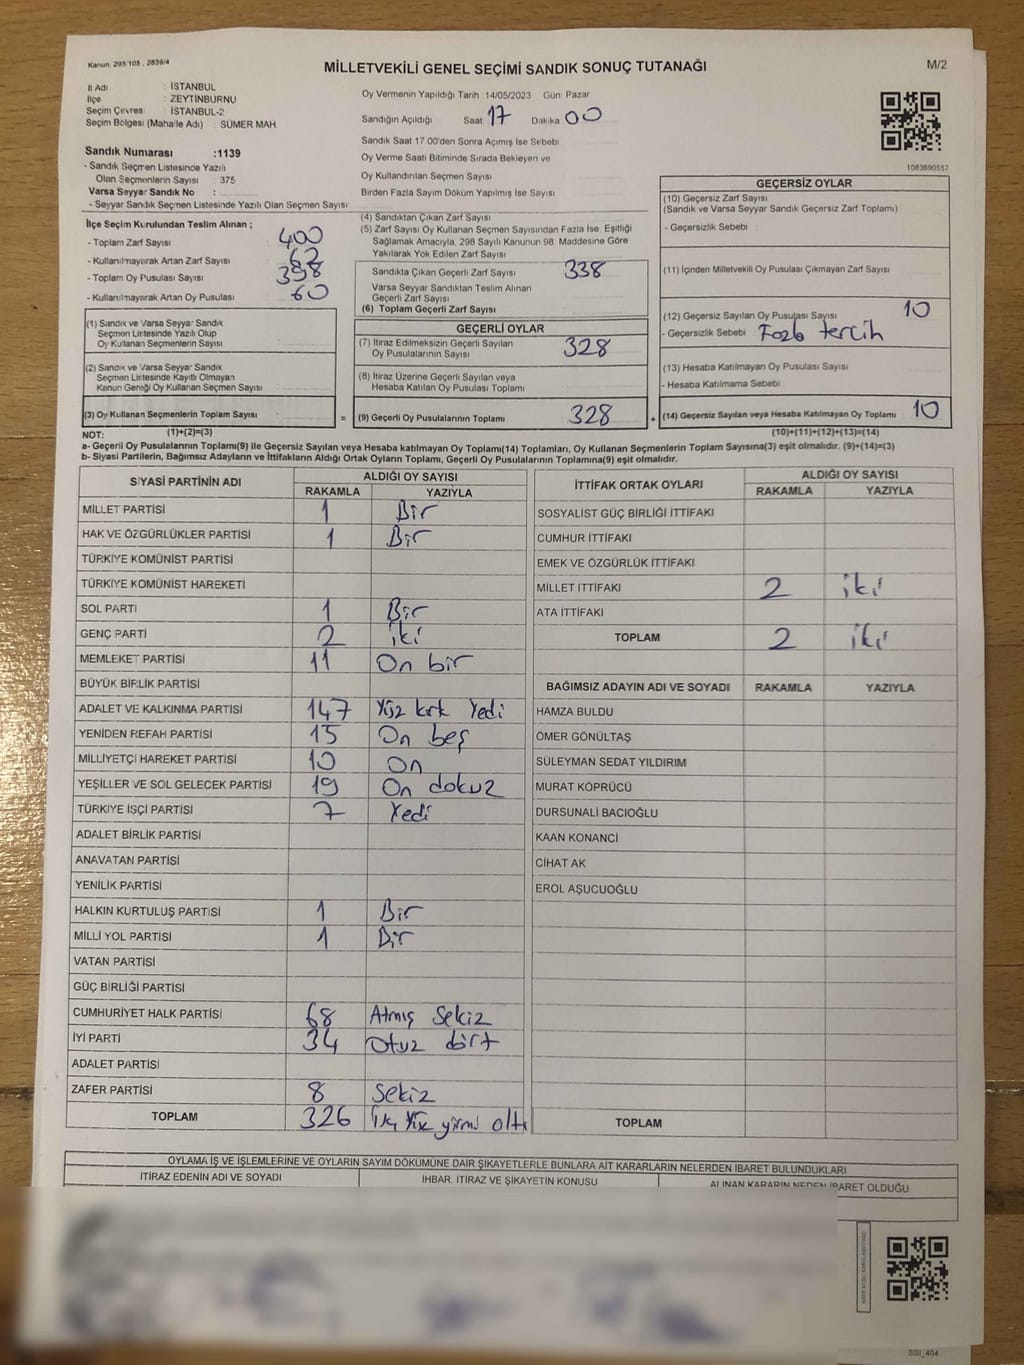 Kanun: 298/105 , 2839/4
MİLLETVEKİLİ GENEL SEÇİMİ SANDIK SONUÇ TUTANAĞI
M/2
İl Adı : İSTANBUL
İlçe : ZEYTİNBURNU
Seçim Çevresi : İSTANBUL-2
Seçim Bölgesi (Mahalle Adı) : SÜMER MAH.
Sandık Numarası :1139
- Sandık Seçmen Listesinde Yazılı
Olan Seçmenlerin Sayısı : 375
Varsa Seyyar Sandık No :
- Seyyar Sandık Seçmen Listesinde Yazılı Olan Seçmen Sayısı
Oy Vermenin Yapıldığı Tarih 14/05/2023 Gün Pazar
Sandığın Açıldığı Saat 17 Dakika 00
Sandık Saat 17.00'den Sonra Açılmış İse Sebebi
Oy Verme Saati Bitiminde Sırada Bekleyen ve
Oy Kullandırılan Seçmen Sayısı
Birden Fazla Sayım Döküm Yapılmış İse Sayısı
1083690557
İlçe Seçim Kurulundan Teslim Alınan ;
- Toplam Zarf Sayısı 400
- Kullanılmayarak Artan Zarf Sayısı 62
- Toplam Oy Pusulası Sayısı 398
- Kullanılmayarak Artan Oy Pusulası 60
(1) Sandık ve Varsa Seyyar Sandık
Seçmen Listesinde Yazılı Olup
Oy Kullanan Seçmenlerin Sayısı
(2) Sandık ve Varsa Seyyar Sandık
Seçmen Listesinde Kayıtlı Olmayan
Kanun Gereği Oy Kullanan Seçmen Sayısı
(3) Oy Kullanan Seçmenlerin Toplam Sayısı
(1)+(2)=(3)
(4) Sandıktan Çıkan Zarf Sayısı
(5) Zarf Sayısı Oy Kullanan Seçmen Sayısından Fazla İse, Eşitliği
Sağlamak Amacıyla, 298 Sayılı Kanunun 98. Maddesine Göre
Yakılarak Yok Edilen Zarf Sayısı
Sandıkta Çıkan Geçerli Zarf Sayısı 338
Varsa Seyyar Sandıktan Teslim Alınan
Geçerli Zarf Sayısı
(6) Toplam Geçerli Zarf Sayısı
GEÇERLİ OYLAR
(7) İtiraz Edilmeksizin Geçerli Sayılan
Oy Pusulalarının Sayısı 328
(8) İtiraz Üzerine Geçerli Sayılan veya
Hesaba Katılan Oy Pusulası Toplamı
= (9) Geçerli Oy Pusulalarının Toplamı 328 +
GEÇERSİZ OYLAR
(10) Geçersiz Zarf Sayısı
(Sandık ve Varsa Seyyar Sandık Geçersiz Zarf Toplamı)
- Geçersizlik Sebebi :
(11) İçinden Milletvekili Oy Pusulası Çıkmayan Zarf Sayısı
(12) Geçersiz Sayılan Oy Pusulası Sayısı 10
- Geçersizlik Sebebi : Fazla tercih
(13) Hesaba Katılmayan Oy Pusulası Sayısı
- Hesaba Katılmama Sebebi
(14) Geçersiz Sayılan veya Hesaba Katılmayan Oy Toplamı 10
(10)+(11)+(12)+(13)=(14)
NOT:
a- Geçerli Oy Pusulalarının Toplamı(9) ile Geçersiz Sayılan veya Hesaba katılmayan Oy Toplamı(14) Toplamları, Oy Kullanan Seçmenlerin Toplam Sayısına(3) eşit olmalıdır. (9)+(14)=(3)
b- Siyasi Partilerin, Bağımsız Adayların ve İttifakların Aldığı Ortak Oyların Toplamı, Geçerli Oy Pusulalarının Toplamına(9) eşit olmalıdır.
SİYASİ PARTİNİN ADI ALDIĞI OY SAYISI
RAKAMLA YAZIYLA
MİLLET PARTİSİ 1 Bir
HAK VE ÖZGÜRLÜKLER PARTİSİ 1 Bir
TÜRKİYE KOMÜNİST PARTİSİ
TÜRKİYE KOMÜNİST HAREKETİ
SOL PARTİ 1 Bir
GENÇ PARTİ 2 iki
MEMLEKET PARTİSİ 11 On bir
BÜYÜK BİRLİK PARTİSİ
ADALET VE KALKINMA PARTİSİ 147 Yüz kırk Yedi
YENİDEN REFAH PARTİSİ 15 On beş
MİLLİYETÇİ HAREKET PARTİSİ 10 On
YEŞİLLER VE SOL GELECEK PARTİSİ 19 On dokuz
TÜRKİYE İŞÇİ PARTİSİ 7 Yedi
ADALET BİRLİK PARTİSİ
ANAVATAN PARTİSİ
YENİLİK PARTİSİ
HALKIN KURTULUŞ PARTİSİ 1 Bir
MİLLİ YOL PARTİSİ 1 Bir
VATAN PARTİSİ
GÜÇ BİRLİĞİ PARTİSİ
CUMHURİYET HALK PARTİSİ 68 Atmış Sekiz
İYİ PARTİ 34 Otuz dört
ADALET PARTİSİ
ZAFER PARTİSİ 8 Sekiz
TOPLAM 326 Yüz yirmi altı
İTTİFAK ORTAK OYLARI ALDIĞI OY SAYISI
RAKAMLA YAZIYLA
SOSYALİST GÜÇ BİRLİĞİ İTTİFAKI
CUMHUR İTTİFAKI
EMEK VE ÖZGÜRLÜK İTTİFAKI
MİLLET İTTİFAKI 2 iki
ATA İTTİFAKI
TOPLAM 2 iki
BAĞIMSIZ ADAYIN ADI VE SOYADI RAKAMLA YAZIYLA
HAMZA BULDU
ÖMER GÖNÜLTAŞ
SÜLEYMAN SEDAT YILDIRIM
MURAT KÖPRÜCÜ
DURSUNALİ BACIOĞLU
KAAN KONANCİ
CİHAT AK
EROL AŞUCUOĞLU
TOPLAM
OYLAMA İŞ VE İŞLEMLERİNE VE OYLARIN SAYIM DÖKÜMÜNE DAİR ŞİKAYETLERLE BUNLARA AİT KARARLARIN NELERDEN İBARET BULUNDUKLARI
İTİRAZ EDENİN ADI VE SOYADI İHBAR, İTİRAZ VE ŞİKAYETİN KONUSU ALINAN KARARIN NEDEN İBARET OLDUĞU
SSI_404